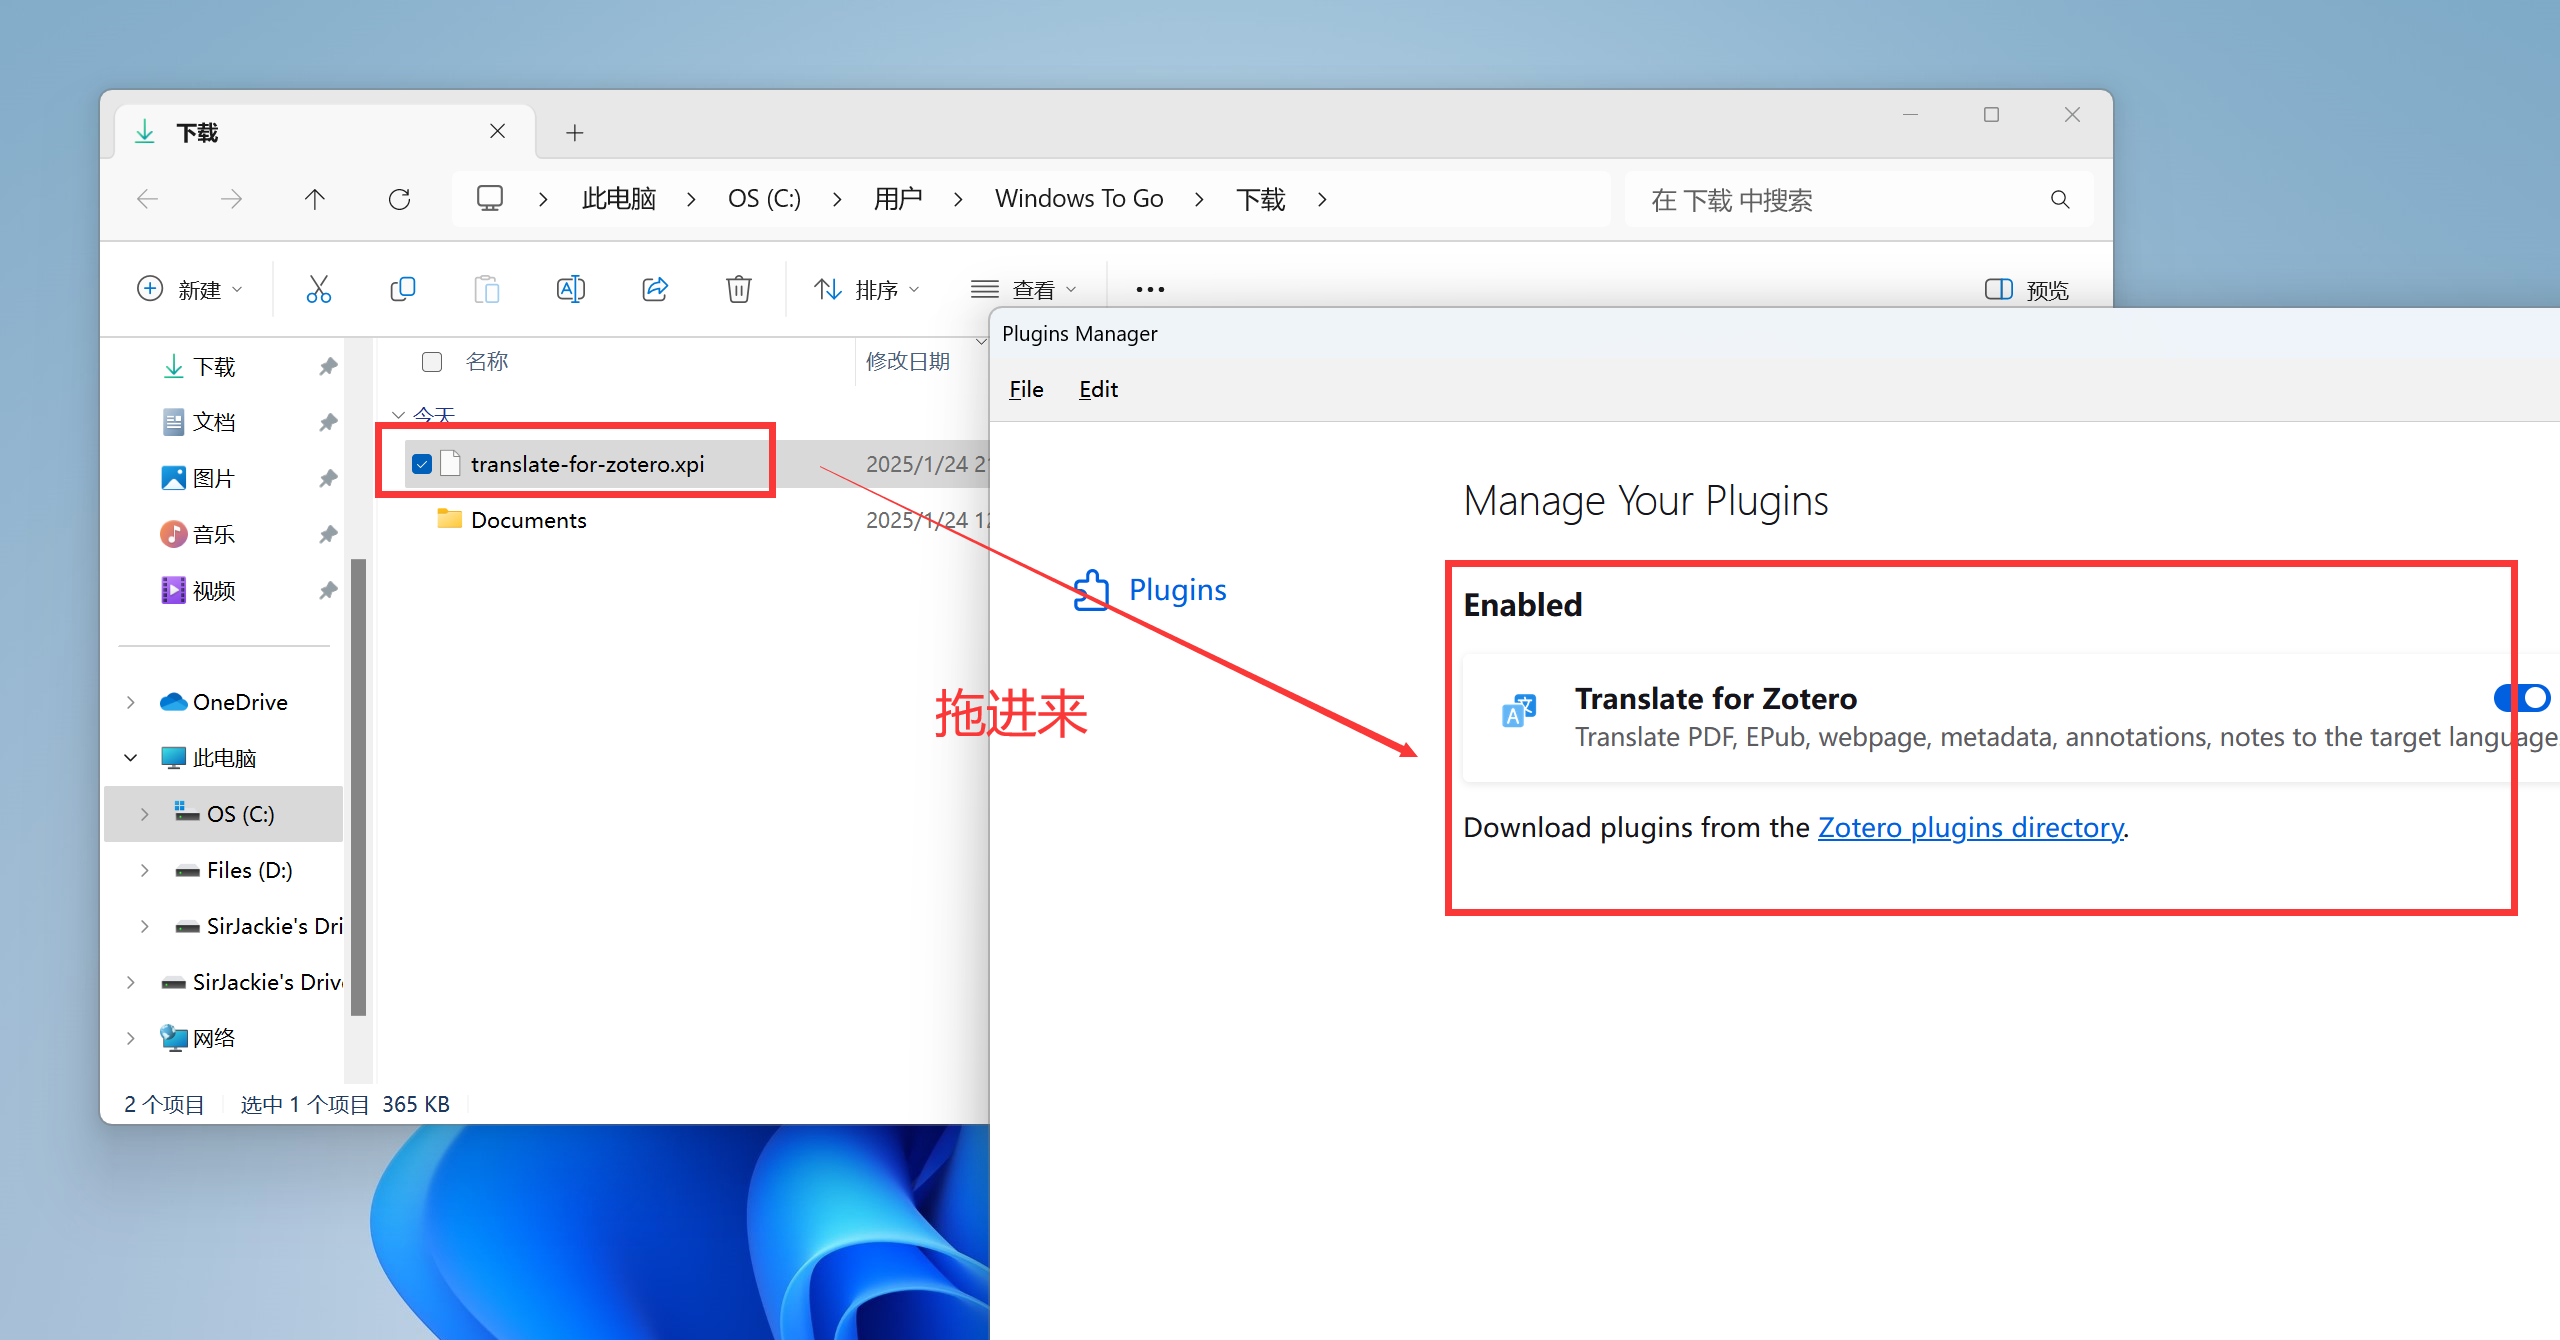 下载
此电脑 OS (C:) 用户 Windows To Go 下载
在 下载 中搜索
新建 排序 查看 预览
下载
文档
图片
音乐
视频
OneDrive
此电脑
OS (C:)
Files (D:)
SirJackie's Dri
SirJackie's Drive
网络
名称 修改日期
今天
translate-for-zotero.xpi 2025/1/24 2
Documents 2025/1/24 12
2 个项目 选中 1 个项目 365 KB
拖进来
Plugins Manager
File Edit
Plugins
Manage Your Plugins
Enabled
Translate for Zotero
Translate PDF, EPub, webpage, metadata, annotations, notes to the target language
Download plugins from the Zotero plugins directory.